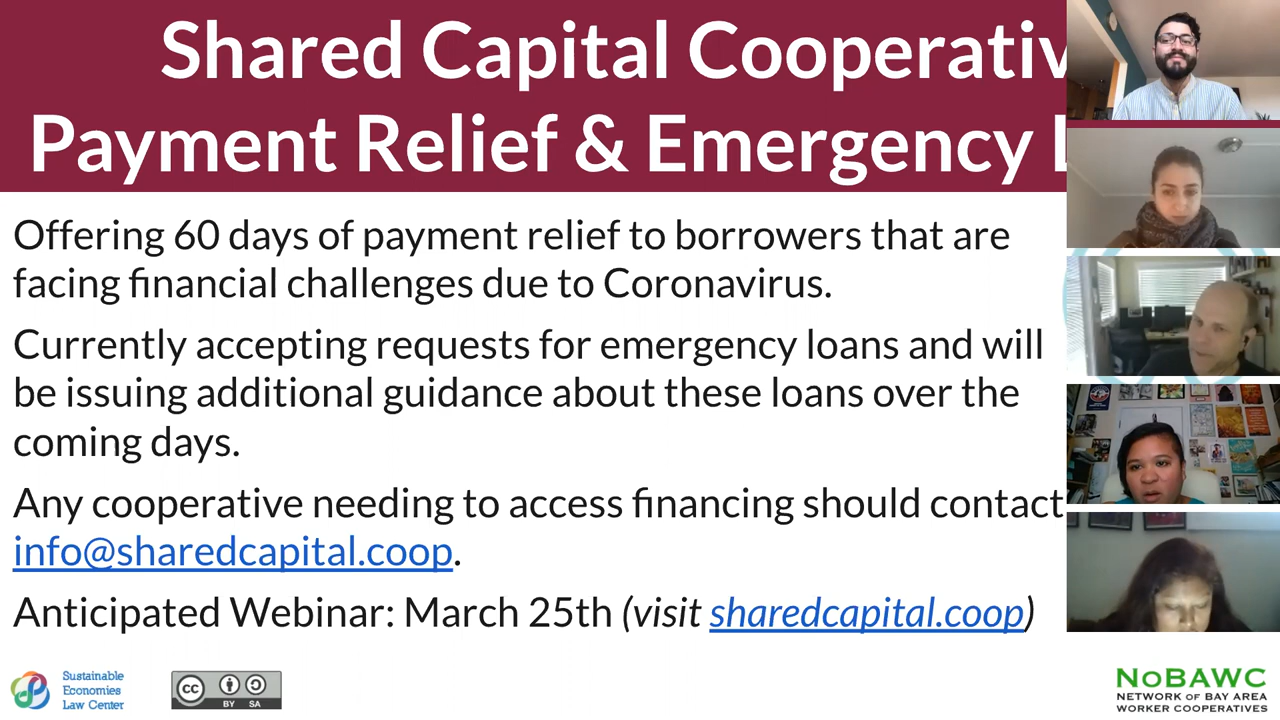 Shared Capital Cooperativ
Payment Relief & Emergency L
Offering 60 days of payment relief to borrowers that are
facing financial challenges due to Coronavirus.
Currently accepting requests for emergency loans and will
be issuing additional guidance about these loans over the
coming days.
Any cooperative needing to access financing should contact
info@sharedcapital.coop.
Anticipated Webinar: March 25th (visit sharedcapital.coop)
Sustainable
Economies
Law Center
cc
BY SA
NoBAWC
NETWORK OF BAY AREA
WORKER COOPERATIVES